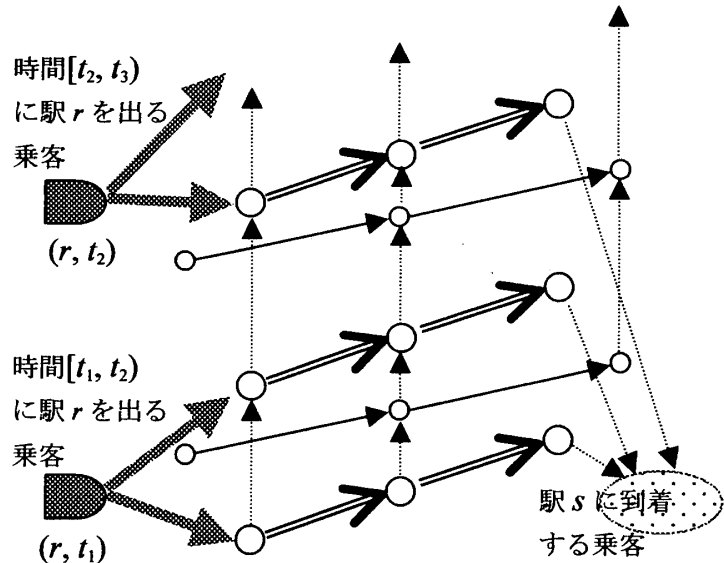 時間[t₂, t₃)
に駅 r を出る
乗客
(r, t₂)
時間[t₁, t₂)
に駅 r を出る
乗客
(r, t₁)
駅 s に到着
する乗客